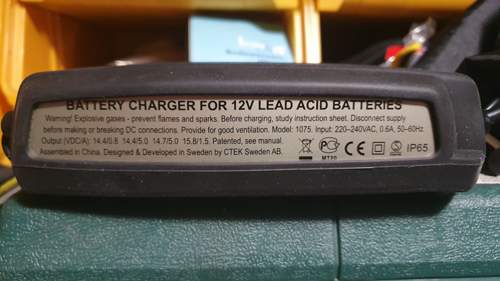 BATTERY CHARGER FOR 12V LEAD ACID BATTERIES
Warning! Explosive gases - prevent flames and sparks. Before charging, study instruction sheet. Disconnect supply
before making or breaking DC connections. Provide for good ventilation. Model: 1075. Input: 220–240VAC, 0.6A, 50–60Hz
Output (VDC/A): 14.4/0.8 14.4/5.0 14.7/5.0 15.8/1.5. Patented, see manual.
Assembled in China. Designed & Developed in Sweden by CTEK Sweden AB.
CE IP65